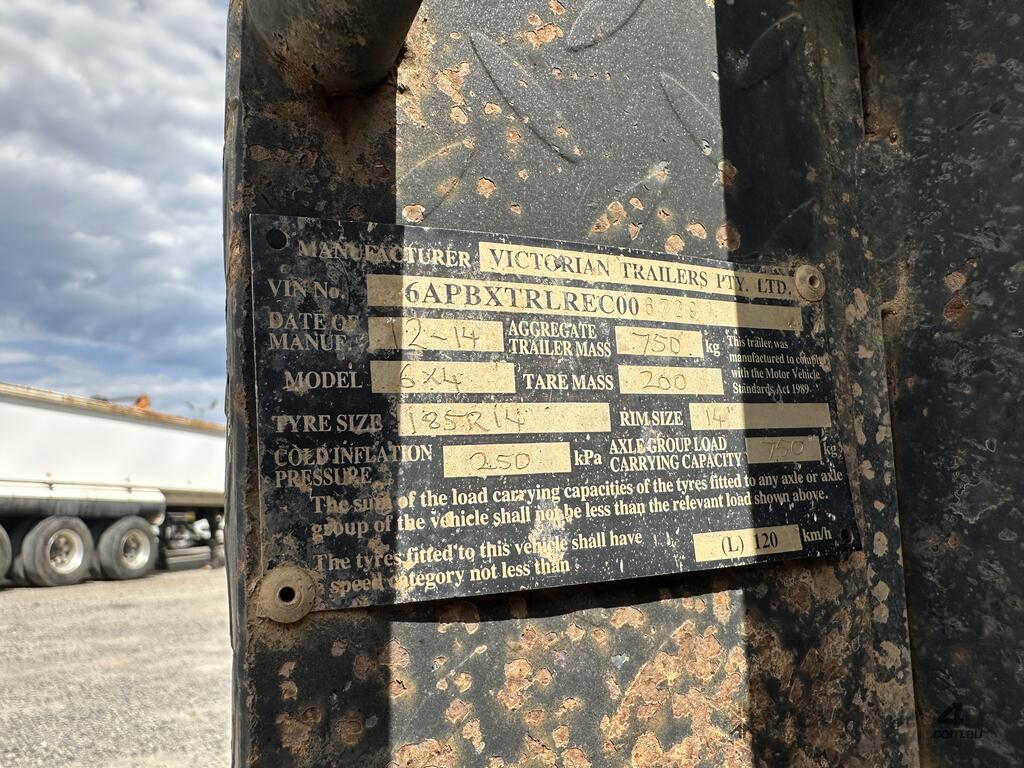 MANUFACTURER VICTORIAN TRAILERS PTY. LTD.
VIN No. 6APBXTRLREC006729
DATE OF MANUF. 12-14 AGGREGATE TRAILER MASS 750 kg
This trailer was manufactured to comply with the Motor Vehicle Standards Act 1989.
MODEL 6X4 TARE MASS 200
TYRE SIZE 185R14 RIM SIZE 14"
COLD INFLATION PRESSURE 250 kPa AXLE GROUP LOAD CARRYING CAPACITY 750 kg
The sum of the load carrying capacities of the tyres fitted to any axle or axle
group of the vehicle shall not be less than the relevant load shown above.
The tyres fitted to this vehicle shall have
speed category not less than (L) 120 km/h
.com.au